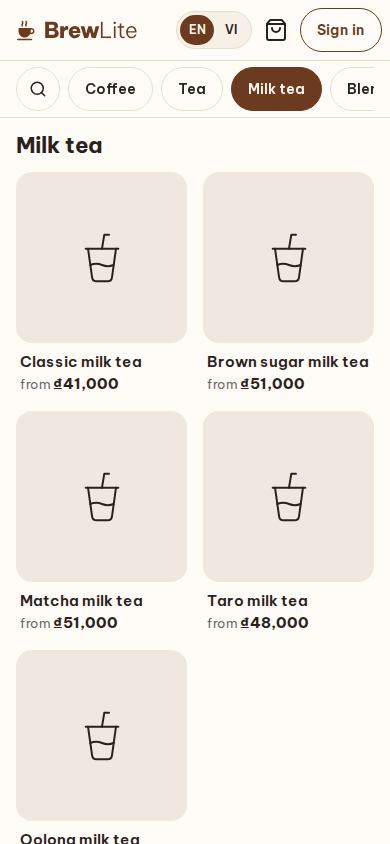 BrewLite
EN VI
Sign in
Coffee Tea Milk tea
Milk tea
Classic milk tea
from ₫41,000
Brown sugar milk tea
from ₫51,000
Matcha milk tea
from ₫51,000
Taro milk tea
from ₫48,000
Oolong milk tea